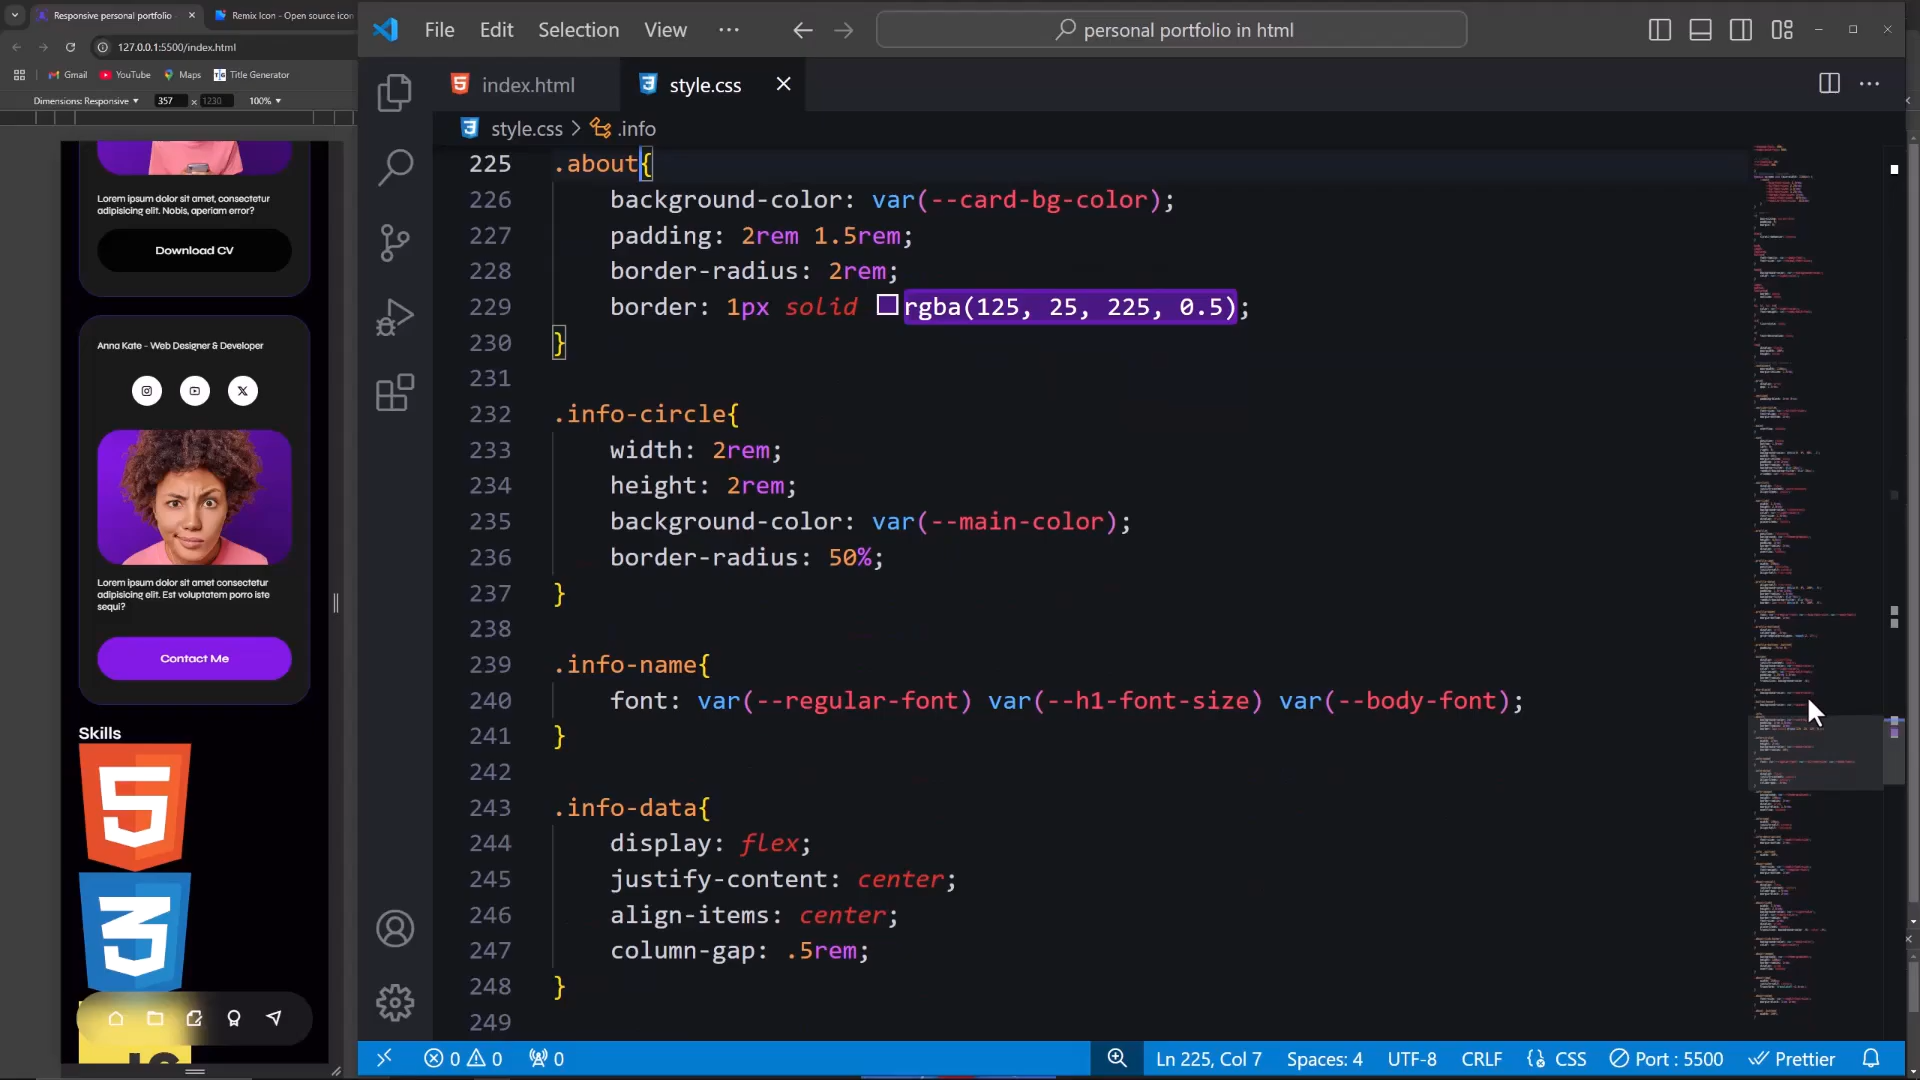 Responsive personal portfolio
Remix Icon - Open source icon
127.0.0.1:5500/index.html
Gmail
YouTube
Maps
Title Generator
Dimensions: Responsive
357
x
1230
100%
Lorem ipsum dolor sit amet, consectetur
adipisicing elit. Nobis, aperiam error?
Download CV
Anna Kate - Web Designer & Developer
Lorem ipsum dolor sit amet consectetur
adipisicing elit. Est voluptatem porro iste
sequi?
Contact Me
Skills
File Edit Selection View ···
personal portfolio in html
index.html
style.css
style.css > .info
225 .about{
226 background-color: var(--card-bg-color);
227 padding: 2rem 1.5rem;
228 border-radius: 2rem;
229 border: 1px solid rgba(125, 25, 225, 0.5);
230 }
231
232 .info-circle{
233 width: 2rem;
234 height: 2rem;
235 background-color: var(--main-color);
236 border-radius: 50%;
237 }
238
239 .info-name{
240 font: var(--regular-font) var(--h1-font-size) var(--body-font);
241 }
242
243 .info-data{
244 display: flex;
245 justify-content: center;
246 align-items: center;
247 column-gap: .5rem;
248 }
249
0 0 0
Ln 225, Col 7 Spaces: 4 UTF-8 CRLF CSS Port : 5500 Prettier